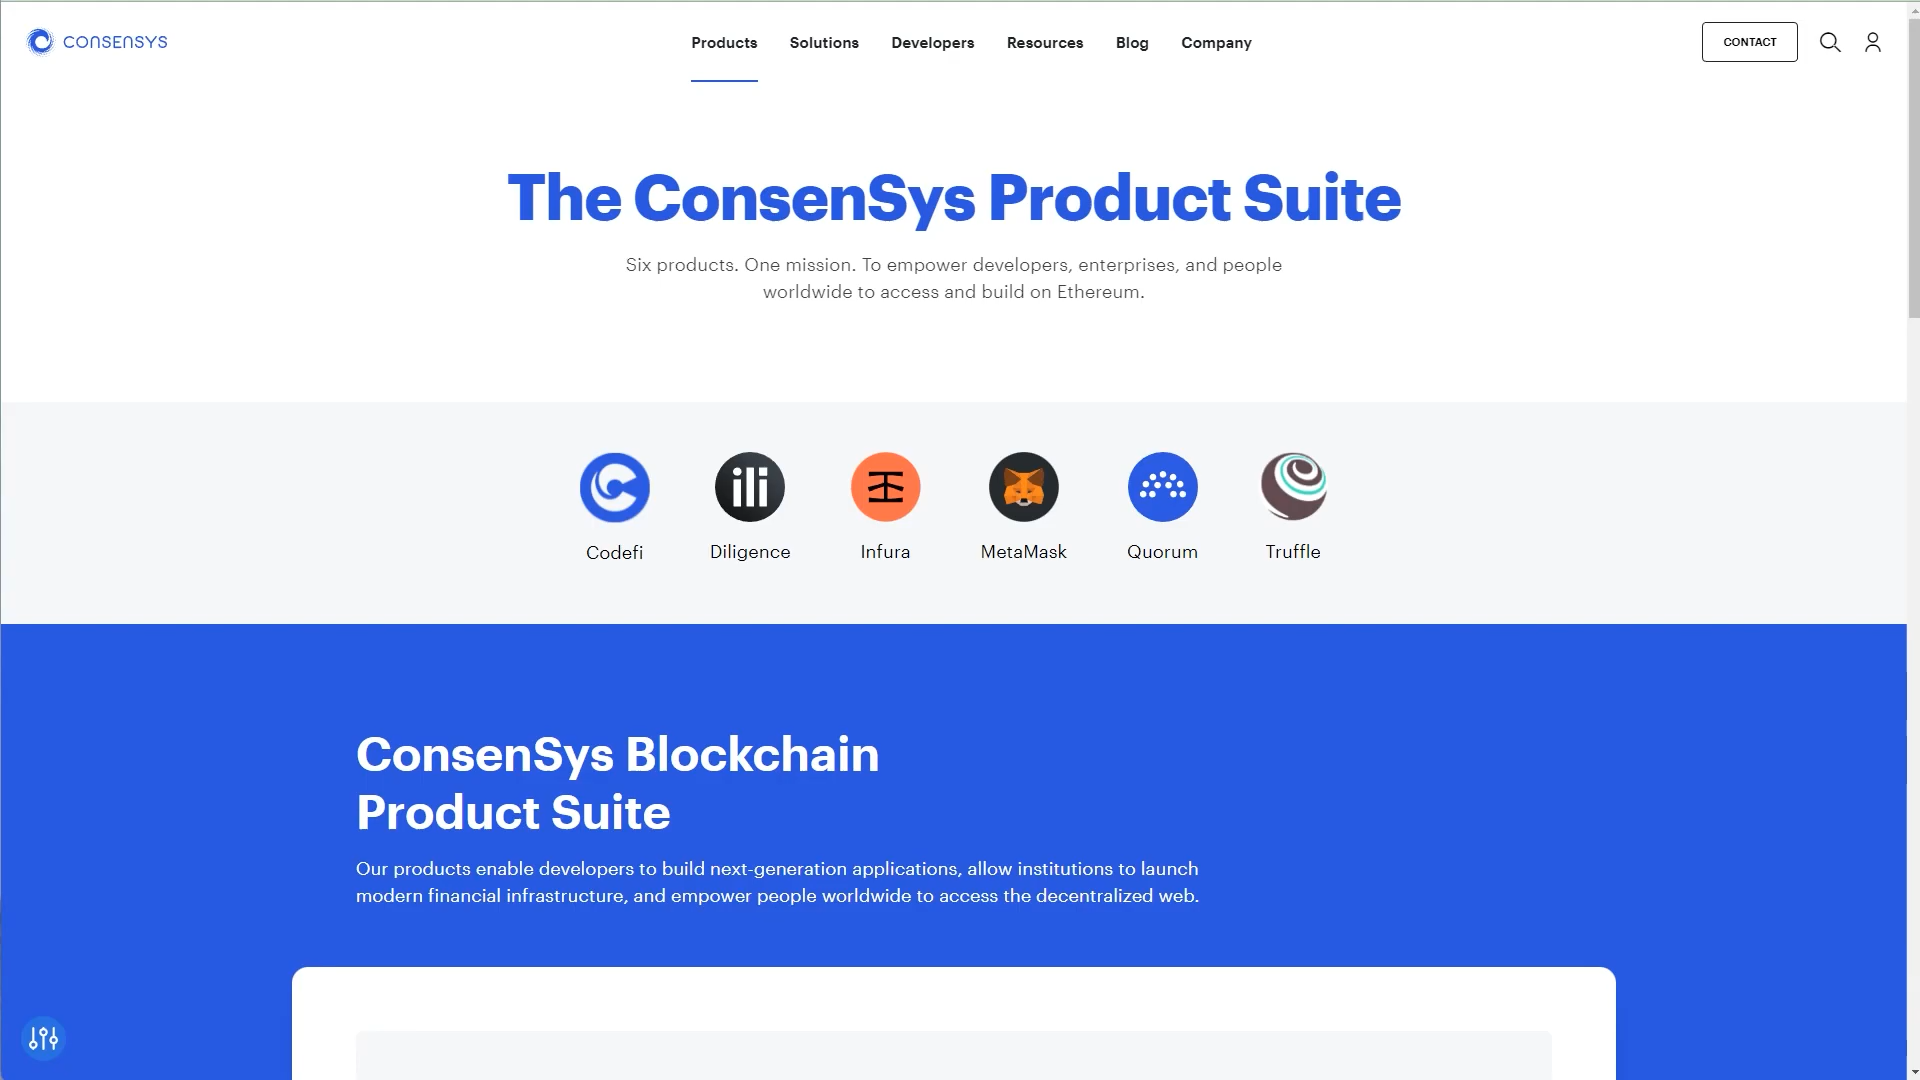 CONSENSYS
Products
Solutions
Developers
Resources
Blog
Company
CONTACT
The ConsenSys Product Suite
Six products. One mission. To empower developers, enterprises, and people
worldwide to access and build on Ethereum.
Codefi
Diligence
Infura
MetaMask
Quorum
Truffle
ConsenSys Blockchain
Product Suite
Our products enable developers to build next-generation applications, allow institutions to launch
modern financial infrastructure, and empower people worldwide to access the decentralized web.